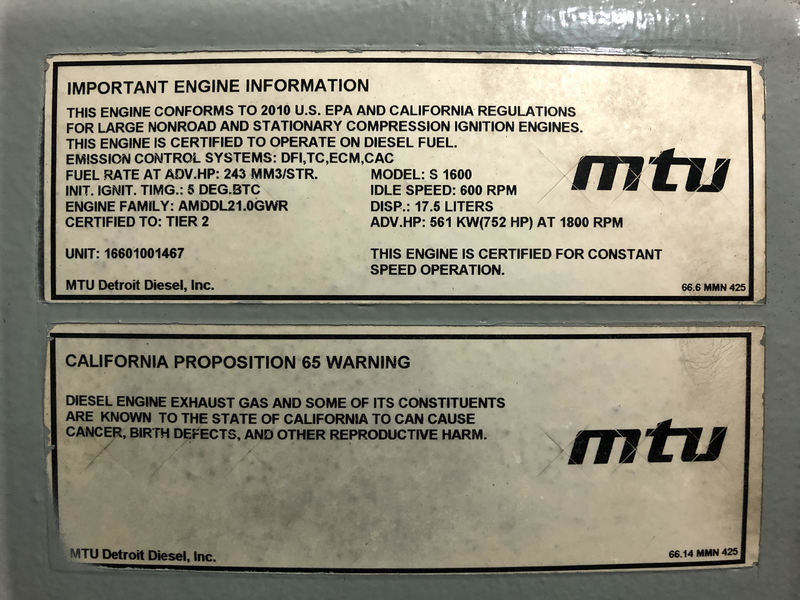 IMPORTANT ENGINE INFORMATION
THIS ENGINE CONFORMS TO 2010 U.S. EPA AND CALIFORNIA REGULATIONS
FOR LARGE NONROAD AND STATIONARY COMPRESSION IGNITION ENGINES.
THIS ENGINE IS CERTIFIED TO OPERATE ON DIESEL FUEL.
EMISSION CONTROL SYSTEMS: DFI,TC,ECM,CAC
FUEL RATE AT ADV.HP: 243 MM3/STR. MODEL: S 1600
INIT. IGNIT. TIMG.: 5 DEG.BTC IDLE SPEED: 600 RPM
ENGINE FAMILY: AMDDL21.0GWR DISP.: 17.5 LITERS
CERTIFIED TO: TIER 2 ADV.HP: 561 KW(752 HP) AT 1800 RPM
mtu
UNIT: 16601001467 THIS ENGINE IS CERTIFIED FOR CONSTANT
SPEED OPERATION.
MTU Detroit Diesel, Inc. 66.6 MMN 425
CALIFORNIA PROPOSITION 65 WARNING
DIESEL ENGINE EXHAUST GAS AND SOME OF ITS CONSTITUENTS
ARE KNOWN TO THE STATE OF CALIFORNIA TO CAN CAUSE
CANCER, BIRTH DEFECTS, AND OTHER REPRODUCTIVE HARM.
mtu
MTU Detroit Diesel, Inc. 66.14 MMN 425